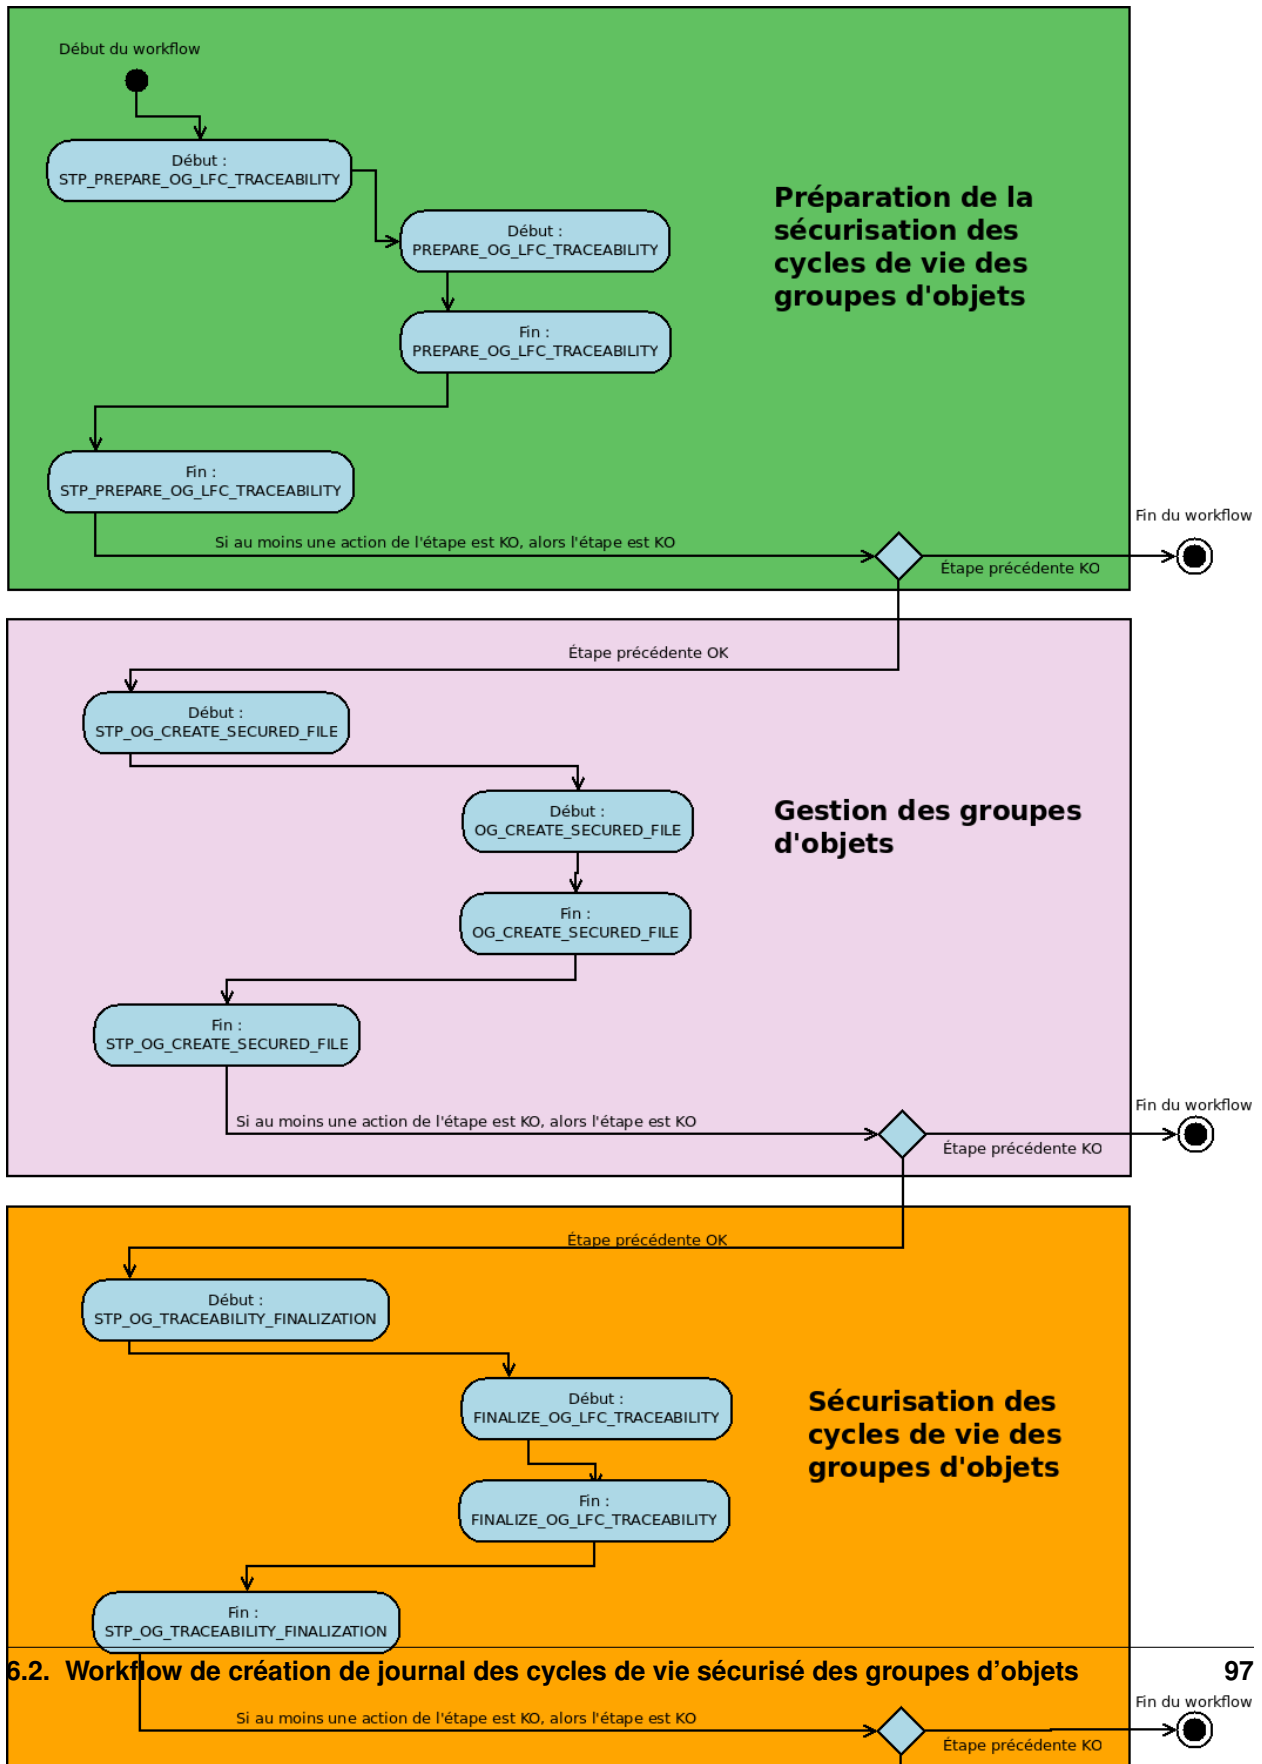 Début du workflow
Début :
STP_PREPARE_OG_LFC_TRACEABILITY
Début :
PREPARE_OG_LFC_TRACEABILITY
Préparation de la
sécurisation des
cycles de vie des
groupes d'objets
Fin :
PREPARE_OG_LFC_TRACEABILITY
Fin :
STP_PREPARE_OG_LFC_TRACEABILITY
Fin du workflow
Si au moins une action de l'étape est KO, alors l'étape est KO
Étape précédente KO
Étape précédente OK
Début :
STP_OG_CREATE_SECURED_FILE
Début :
OG_CREATE_SECURED_FILE
Gestion des groupes
d'objets
Fin :
OG_CREATE_SECURED_FILE
Fin :
STP_OG_CREATE_SECURED_FILE
Fin du workflow
Si au moins une action de l'étape est KO, alors l'étape est KO
Étape précédente KO
Étape précédente OK
Début :
STP_OG_TRACEABILITY_FINALIZATION
Début :
FINALIZE_OG_LFC_TRACEABILITY
Sécurisation des
cycles de vie des
groupes d'objets
Fin :
FINALIZE_OG_LFC_TRACEABILITY
Fin :
STP_OG_TRACEABILITY_FINALIZATION
6.2. Workflow de création de journal des cycles de vie sécurisé des groupes d’objets 97
Fin du workflow
Si au moins une action de l'étape est KO, alors l'étape est KO
Étape précédente KO